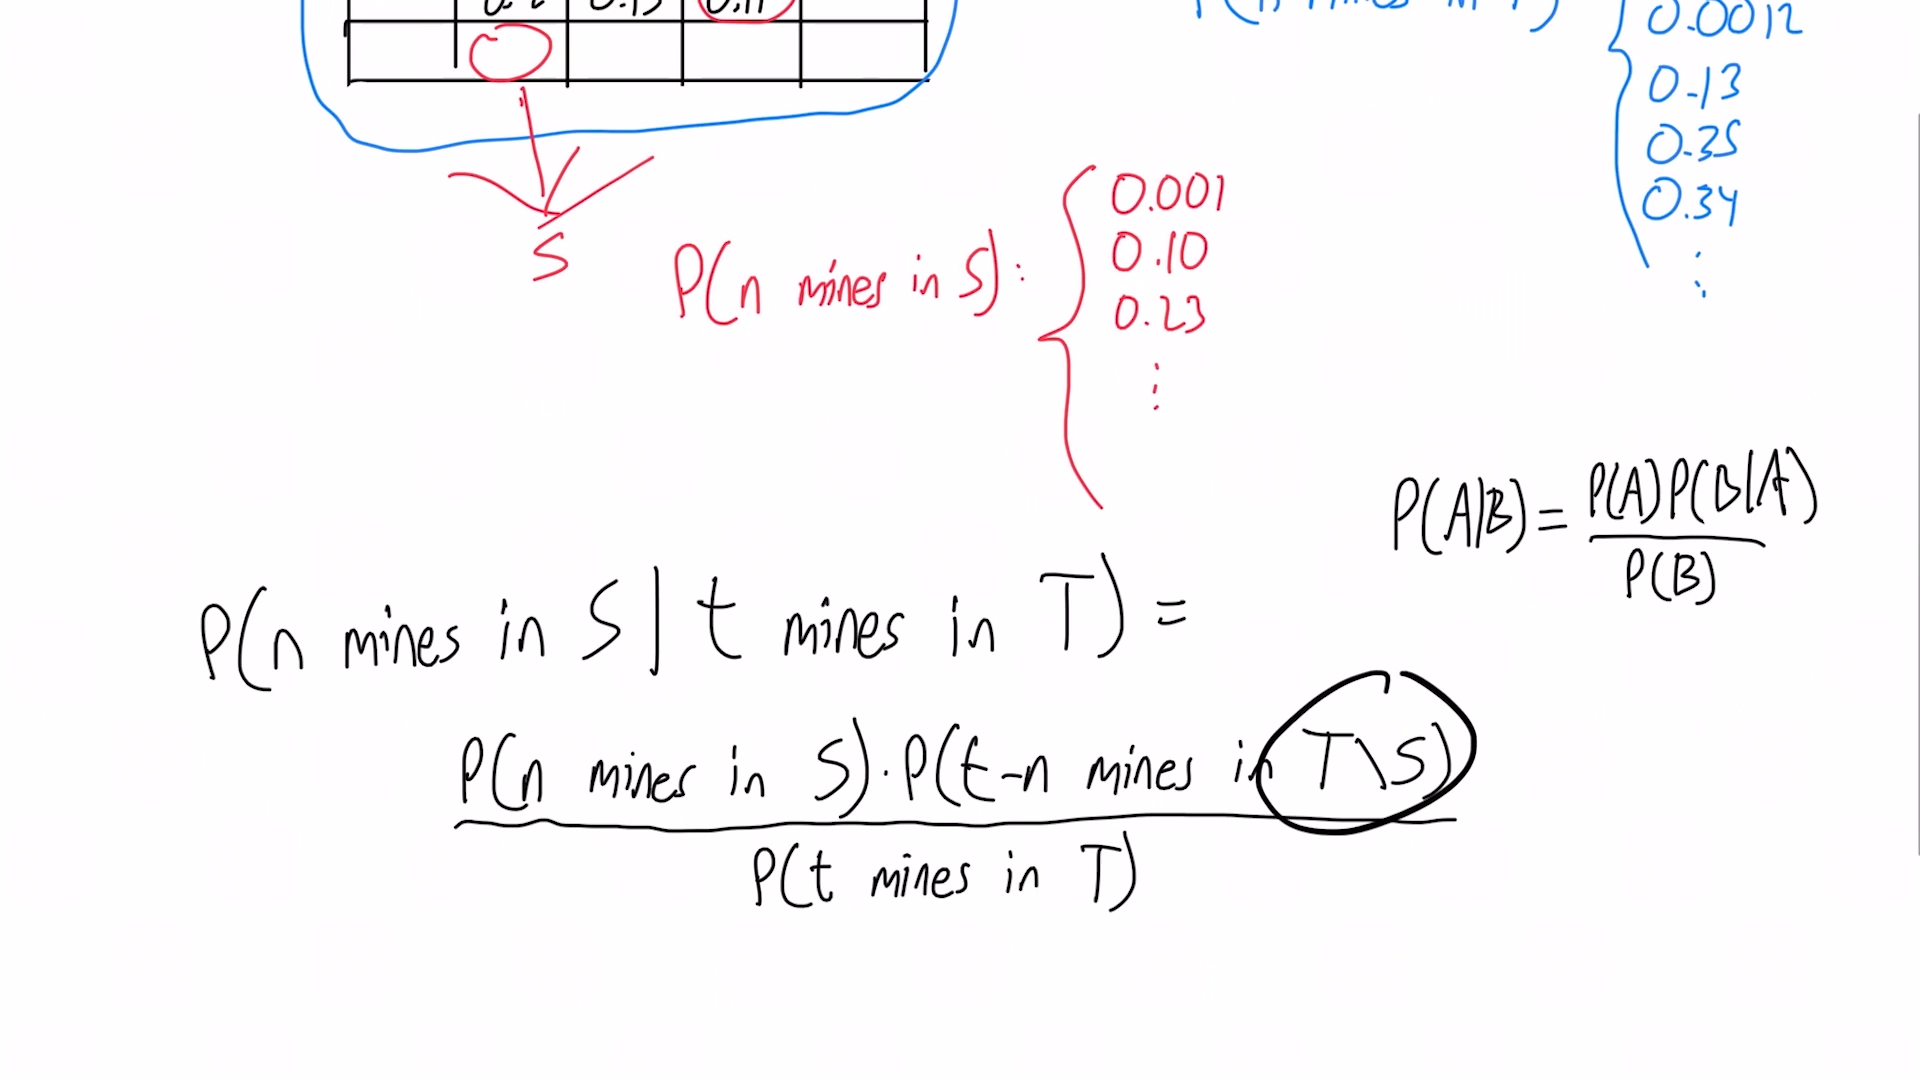 0.0012
0.13
0.35
0.34
⋮
S
P(n mines in S):
0.001
0.10
0.23
⋮
P(A|B) = P(A)P(B|A)
P(B)
P(n mines in S | t mines in T) =
P(n mines in S)·P(t-n mines in T\S)
P(t mines in T)